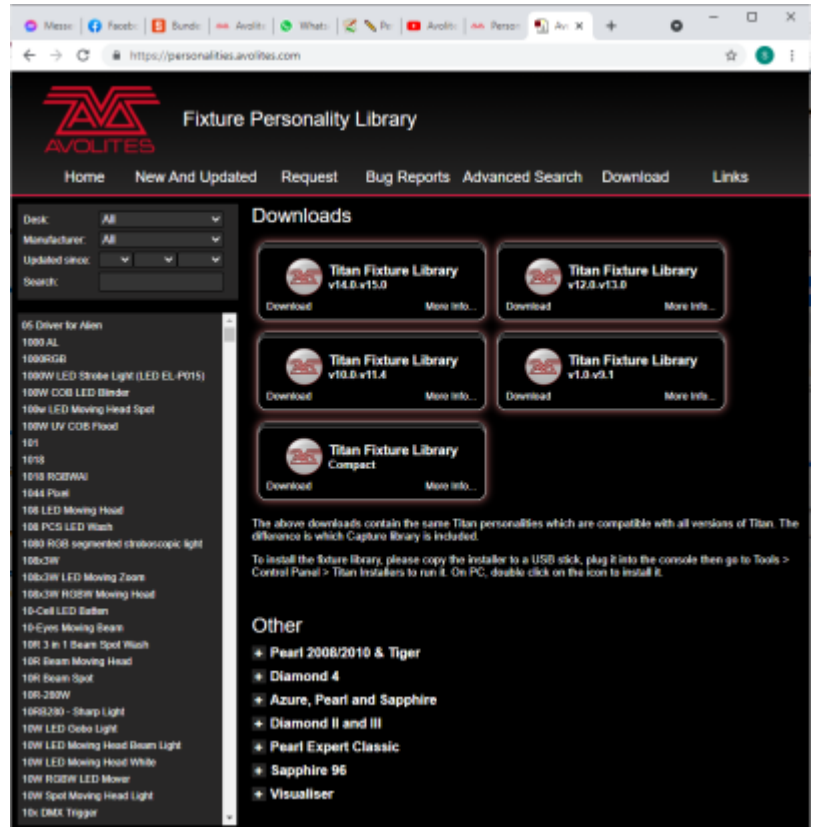 Messe
Faceb
Bundle
Avolit
Whats
Avolit
Person
Av
https://personalities.avolites.com
S
AVOLITES
Fixture Personality Library
Home New And Updated Request Bug Reports Advanced Search Download Links
Desk: All
Manufacturer: All
Updated since:
Search:
05 Driver for Alien
1000 AL
1000RGB
1000W LED Strobe Light (LED EL-P015)
100W COB LED Blinder
100w LED Moving Head Spot
100W UV COB Flood
101
1018
1018 RGBWAI
1044 Pixel
108 LED Moving Head
108 PCS LED Wash
1080 RGB segmented stroboscopic light
108x3W
108x3W LED Moving Zoom
108x3W RGBW Moving Head
10-Cell LED Batten
10-Eyes Moving Beam
10R 3 in 1 Beam Spot Wash
10R Beam Moving Head
10R Beam Spot
10R-280W
10RB280 - Sharp Light
10W LED Gobo Light
10W LED Moving Head Beam Light
10W LED Moving Head White
10W RGBW LED Mover
10W Spot Moving Head Light
10x DMX Trigger
Downloads
Titan Fixture Library
v14.0-v15.0
Download More Info...
Titan Fixture Library
v12.0-v13.0
Download More Info...
Titan Fixture Library
v10.0-v11.4
Download More Info...
Titan Fixture Library
v1.0-v9.1
Download More Info...
Titan Fixture Library
Compact
Download More Info...
The above downloads contain the same Titan personalities which are compatible with all versions of Titan. The
difference is which Capture library is included.
To install the fixture library, please copy the installer to a USB stick, plug it into the console then go to Tools >
Control Panel > Titan Installers to run it. On PC, double click on the icon to install it.
Other
+ Pearl 2008/2010 & Tiger
+ Diamond 4
+ Azure, Pearl and Sapphire
+ Diamond II and III
+ Pearl Expert Classic
+ Sapphire 96
+ Visualiser